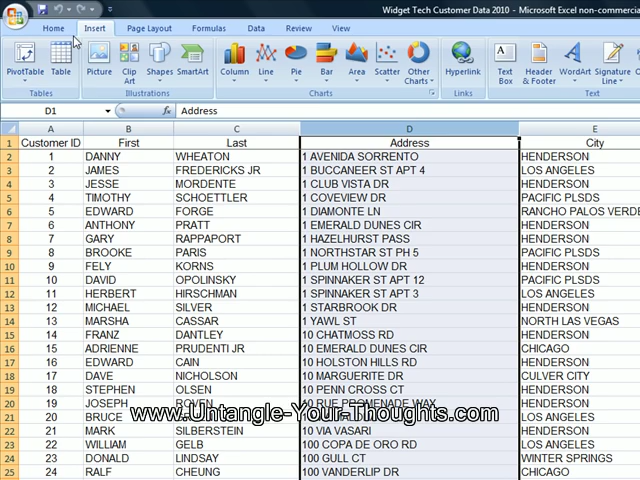 Widget Tech Customer Data 2010 - Microsoft Excel non-commercia
Home Insert Page Layout Formulas Data Review View
PivotTable Table Picture Clip Art Shapes SmartArt Column Line Pie Bar Area Scatter Other Charts Hyperlink Text Box Header & Footer WordArt Signature Line
Tables Illustrations Charts Links Text
D1 fx Address
A B C D E
1 Customer ID First Last Address City
2 1 DANNY WHEATON 1 AVENIDA SORRENTO HENDERSON
3 2 JAMES FREDERICKS JR 1 BUCCANEER ST APT 4 LOS ANGELES
4 3 JESSE MORDENTE 1 CLUB VISTA DR HENDERSON
5 4 TIMOTHY SCHOETTLER 1 COVEVIEW DR PACIFIC PLSDS
6 5 EDWARD FORGE 1 DIAMONTE LN RANCHO PALOS VERDE
7 6 ANTHONY PRATT 1 EMERALD DUNES CIR HENDERSON
8 7 GARY RAPPAPORT 1 HAZELHURST PASS HENDERSON
9 8 BROOKE PARIS 1 NORTHSTAR ST PH 5 PACIFIC PLSDS
10 9 FELY KORNS 1 PLUM HOLLOW DR HENDERSON
11 10 DAVID OPOLINSKY 1 SPINNAKER ST APT 12 PACIFIC PLSDS
12 11 HERBERT HIRSCHMAN 1 SPINNAKER ST APT 3 LOS ANGELES
13 12 MICHAEL SILVER 1 STARBROOK DR HENDERSON
14 13 MARSHA CASSAR 1 YAWL ST NORTH LAS VEGAS
15 14 FRANZ DANTLEY 10 CHATMOSS RD HENDERSON
16 15 ADRIENNE PRUDENTI JR 10 EMERALD DUNES CIR CHICAGO
17 16 EDWARD CAIN 10 HOLSTON HILLS RD HENDERSON
18 17 DAVE NICHOLSON 10 MARGUERITE DR CULVER CITY
19 18 STEPHEN OLSEN 10 PENN CROSS CT HENDERSON
20 19 JOSEPH ROVEN 10 RUE PROMENADE WAX HENDERSON
www.Untangle-Your-Thoughts.com
21 20 BRUCE LOS ANGELES
22 21 MARK SILBERSTEIN 10 VIA VASARI HENDERSON
23 22 WILLIAM GELB 100 COPA DE ORO RD LOS ANGELES
24 23 DONALD LINDSAY 100 GULL CT WINTER SPRINGS
25 24 RALF CHEUNG 100 VANDERLIP DR CHICAGO